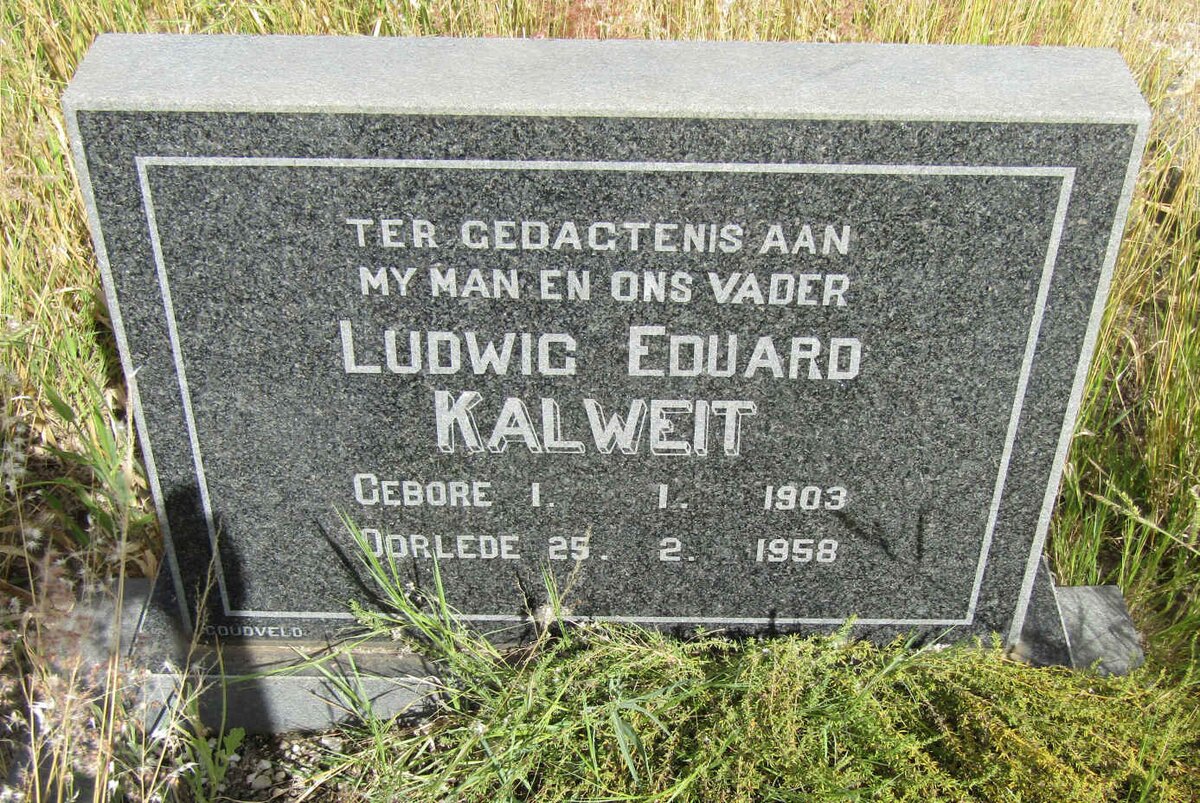 TER GEDAGTENIS AAN
MY MAN EN ONS VADER
LUDWIG EDUARD
KALWEIT
GEBORE 1. 1. 1903
OORLEDE 25. 2. 1958
GOUDVELD.